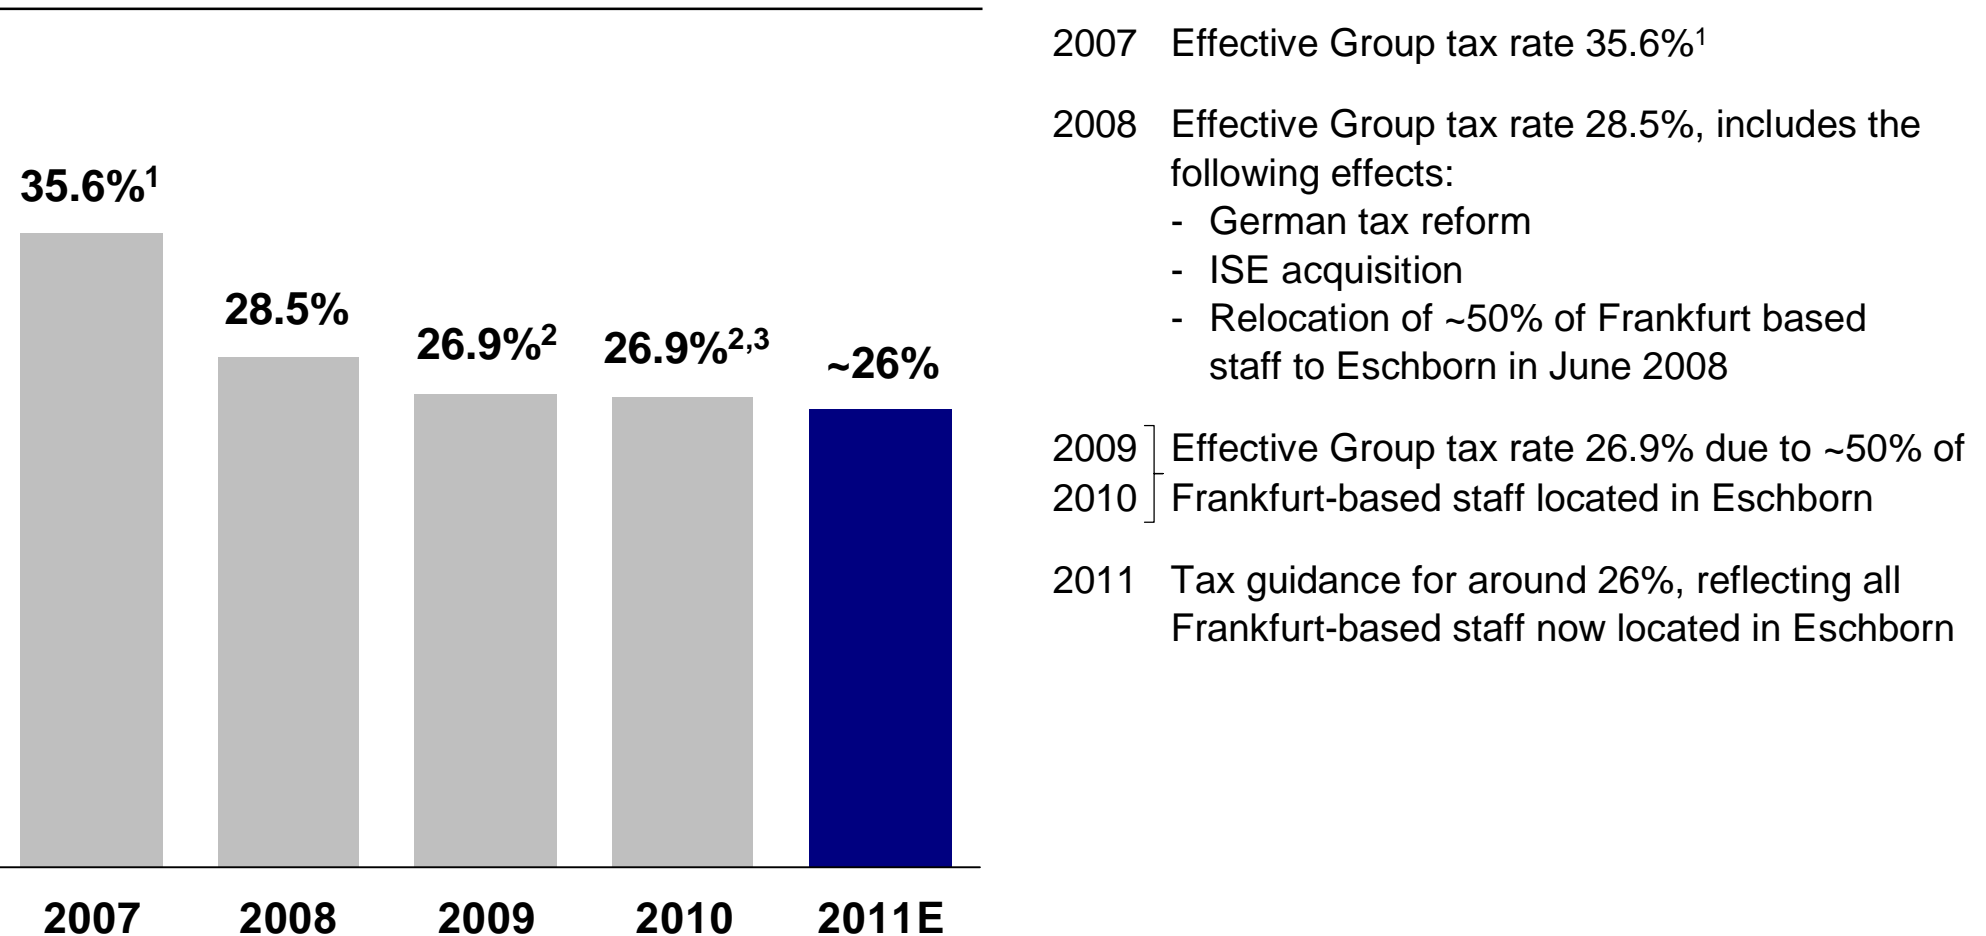 35.6%¹
28.5%
26.9%²
26.9%²,³
~26%
2007
2008
2009
2010
2011E
2007 Effective Group tax rate 35.6%¹
2008 Effective Group tax rate 28.5%, includes the
following effects:
- German tax reform
- ISE acquisition
- Relocation of ~50% of Frankfurt based
staff to Eschborn in June 2008
2009 Effective Group tax rate 26.9% due to ~50% of
2010 Frankfurt-based staff located in Eschborn
2011 Tax guidance for around 26%, reflecting all
Frankfurt-based staff now located in Eschborn